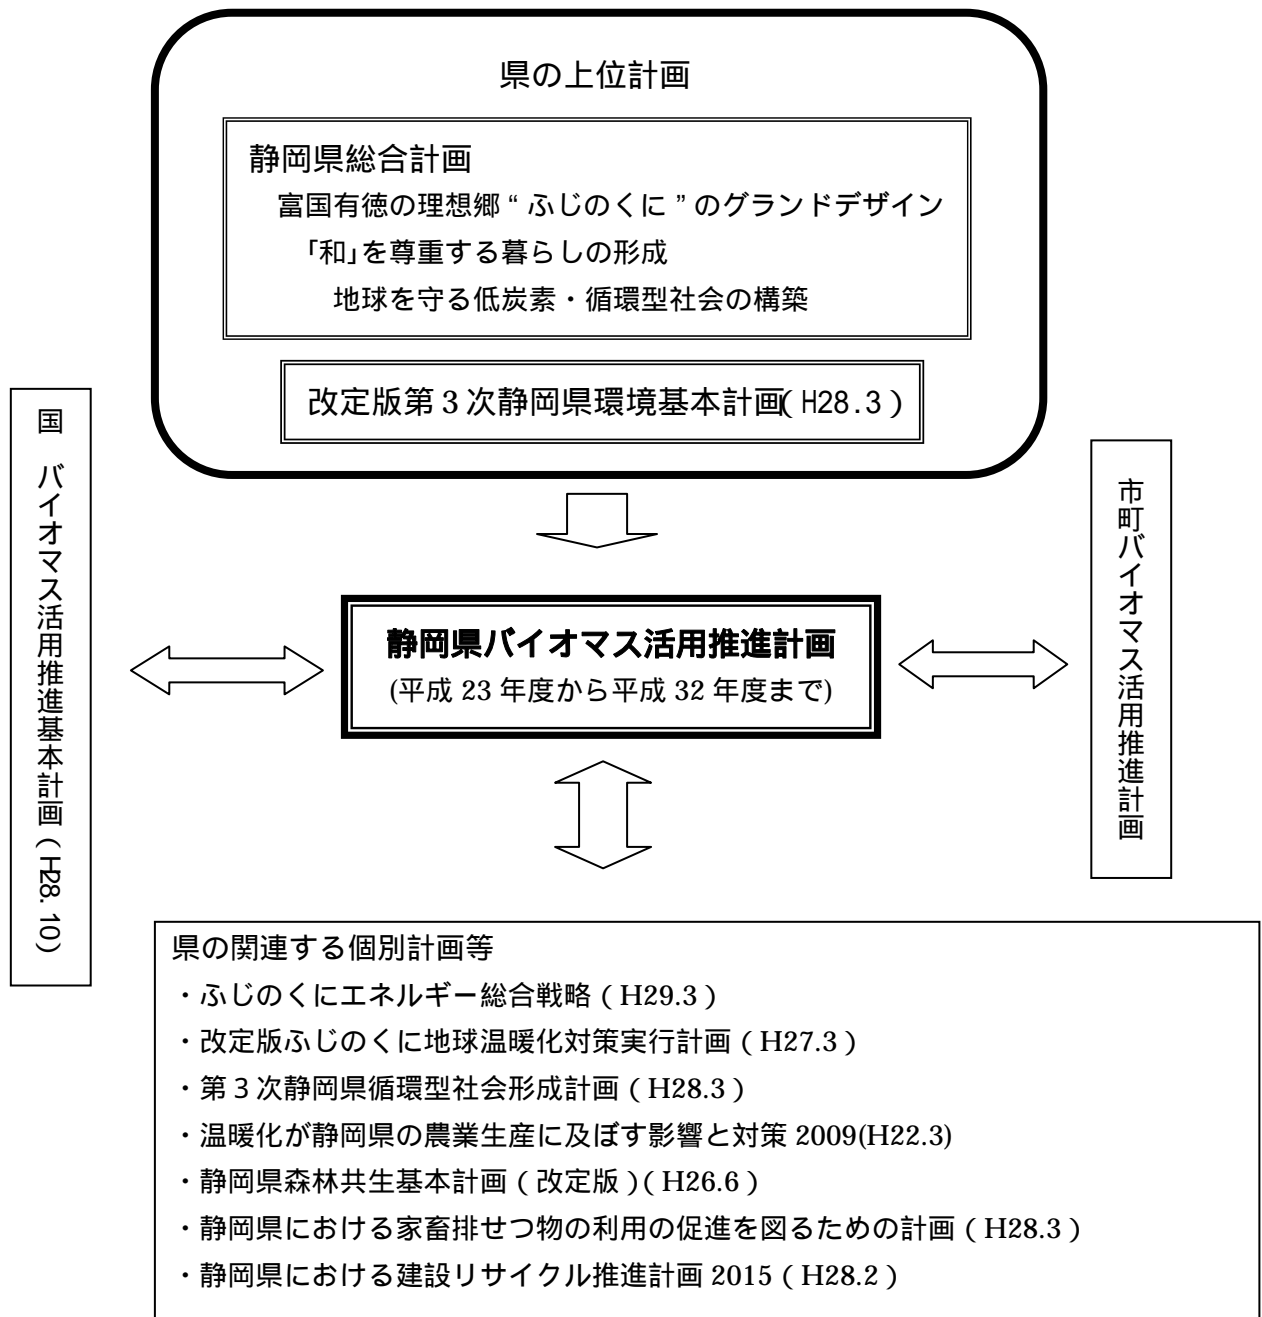 県の上位計画
静岡県総合計画
富国有徳の理想郷“ふじのくに”のグランドデザイン
「和」を尊重する暮らしの形成
地球を守る低炭素・循環型社会の構築
改定版第3次静岡県環境基本計画(H28.3)
国 バイオマス活用推進基本計画(H28.10)
市町バイオマス活用推進計画
静岡県バイオマス活用推進計画
(平成 23 年度から平成 32 年度まで)
県の関連する個別計画等
・ふじのくにエネルギー総合戦略(H29.3)
・改定版ふじのくに地球温暖化対策実行計画(H27.3)
・第3次静岡県循環型社会形成計画(H28.3)
・温暖化が静岡県の農業生産に及ぼす影響と対策 2009(H22.3)
・静岡県森林共生基本計画(改定版)(H26.6)
・静岡県における家畜排せつ物の利用の促進を図るための計画(H28.3)
・静岡県における建設リサイクル推進計画 2015(H28.2)